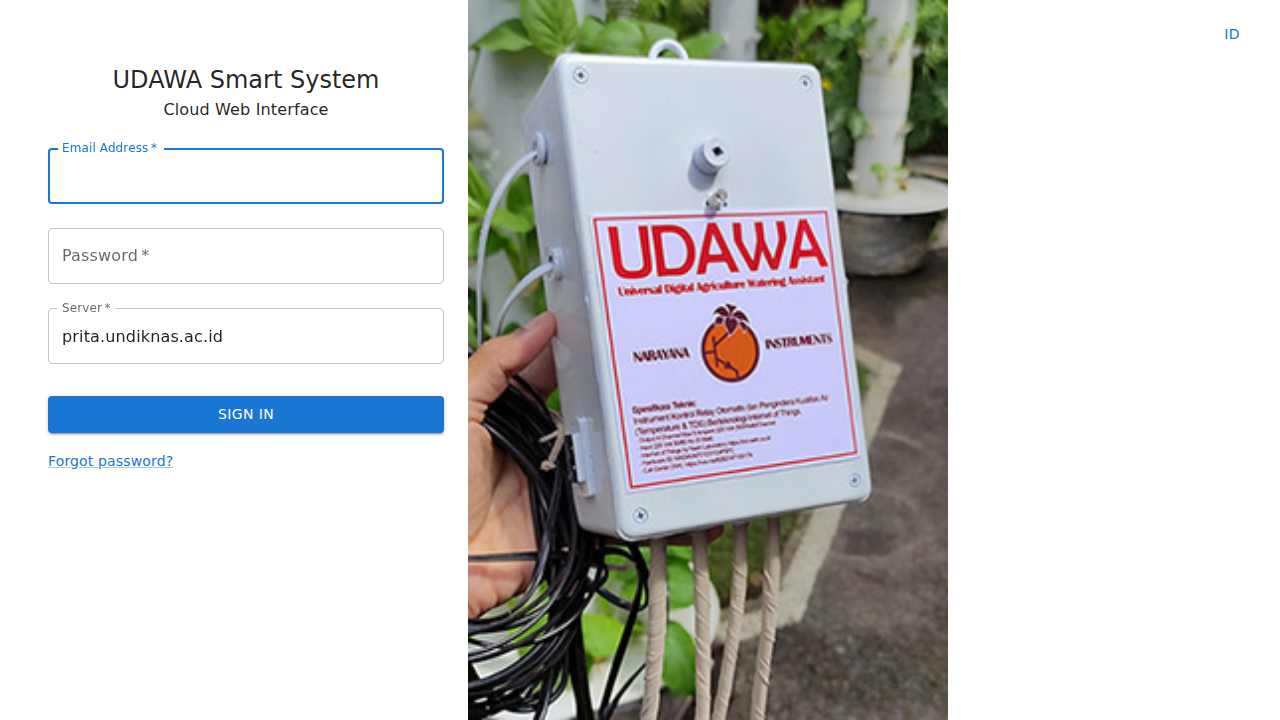 ID
UDAWA Smart System
Cloud Web Interface
Email Address *
Password *
Server *
prita.undiknas.ac.id
SIGN IN
Forgot password?
UDAWA
Universal Digital Agriculture Watering Assistant
NARAYANA INSTRUMENTS
Spesifikasi Teknis:
Instrument Kontrol Relay Otomatis dan Penginderaan Kualitas Air
(Temperature & TDS) Berteknologi Internet of Things.